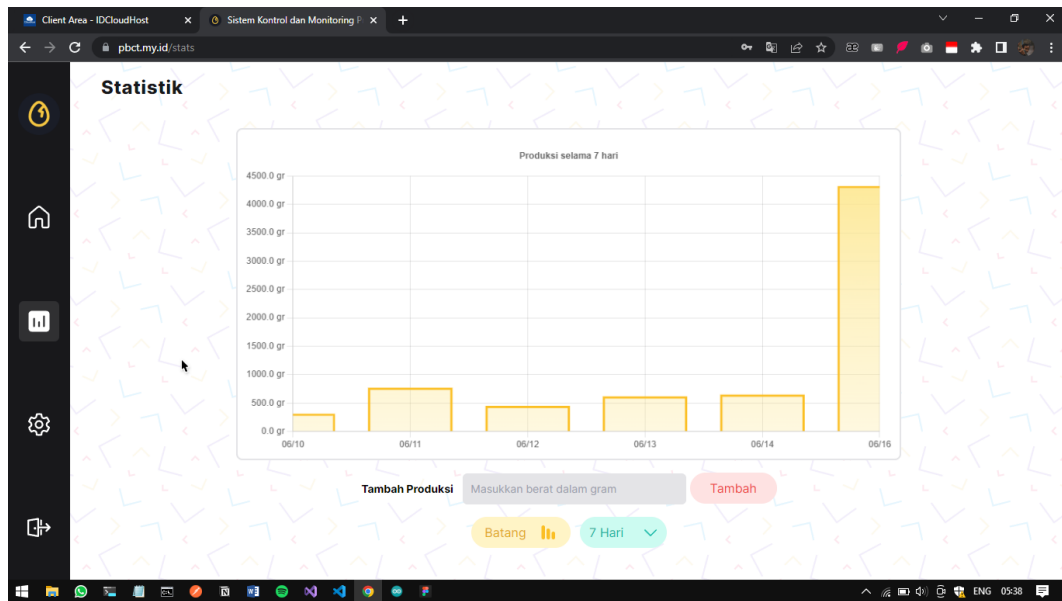 Client Area - IDCloudHost
Sistem Kontrol dan Monitoring P
pbct.my.id/stats
Statistik
Produksi selama 7 hari
4500.0 gr
4000.0 gr
3500.0 gr
3000.0 gr
2500.0 gr
2000.0 gr
1500.0 gr
1000.0 gr
500.0 gr
0.0 gr
06/10 06/11 06/12 06/13 06/14 06/16
Tambah Produksi Masukkan berat dalam gram Tambah
Batang 7 Hari
ENG 05:38